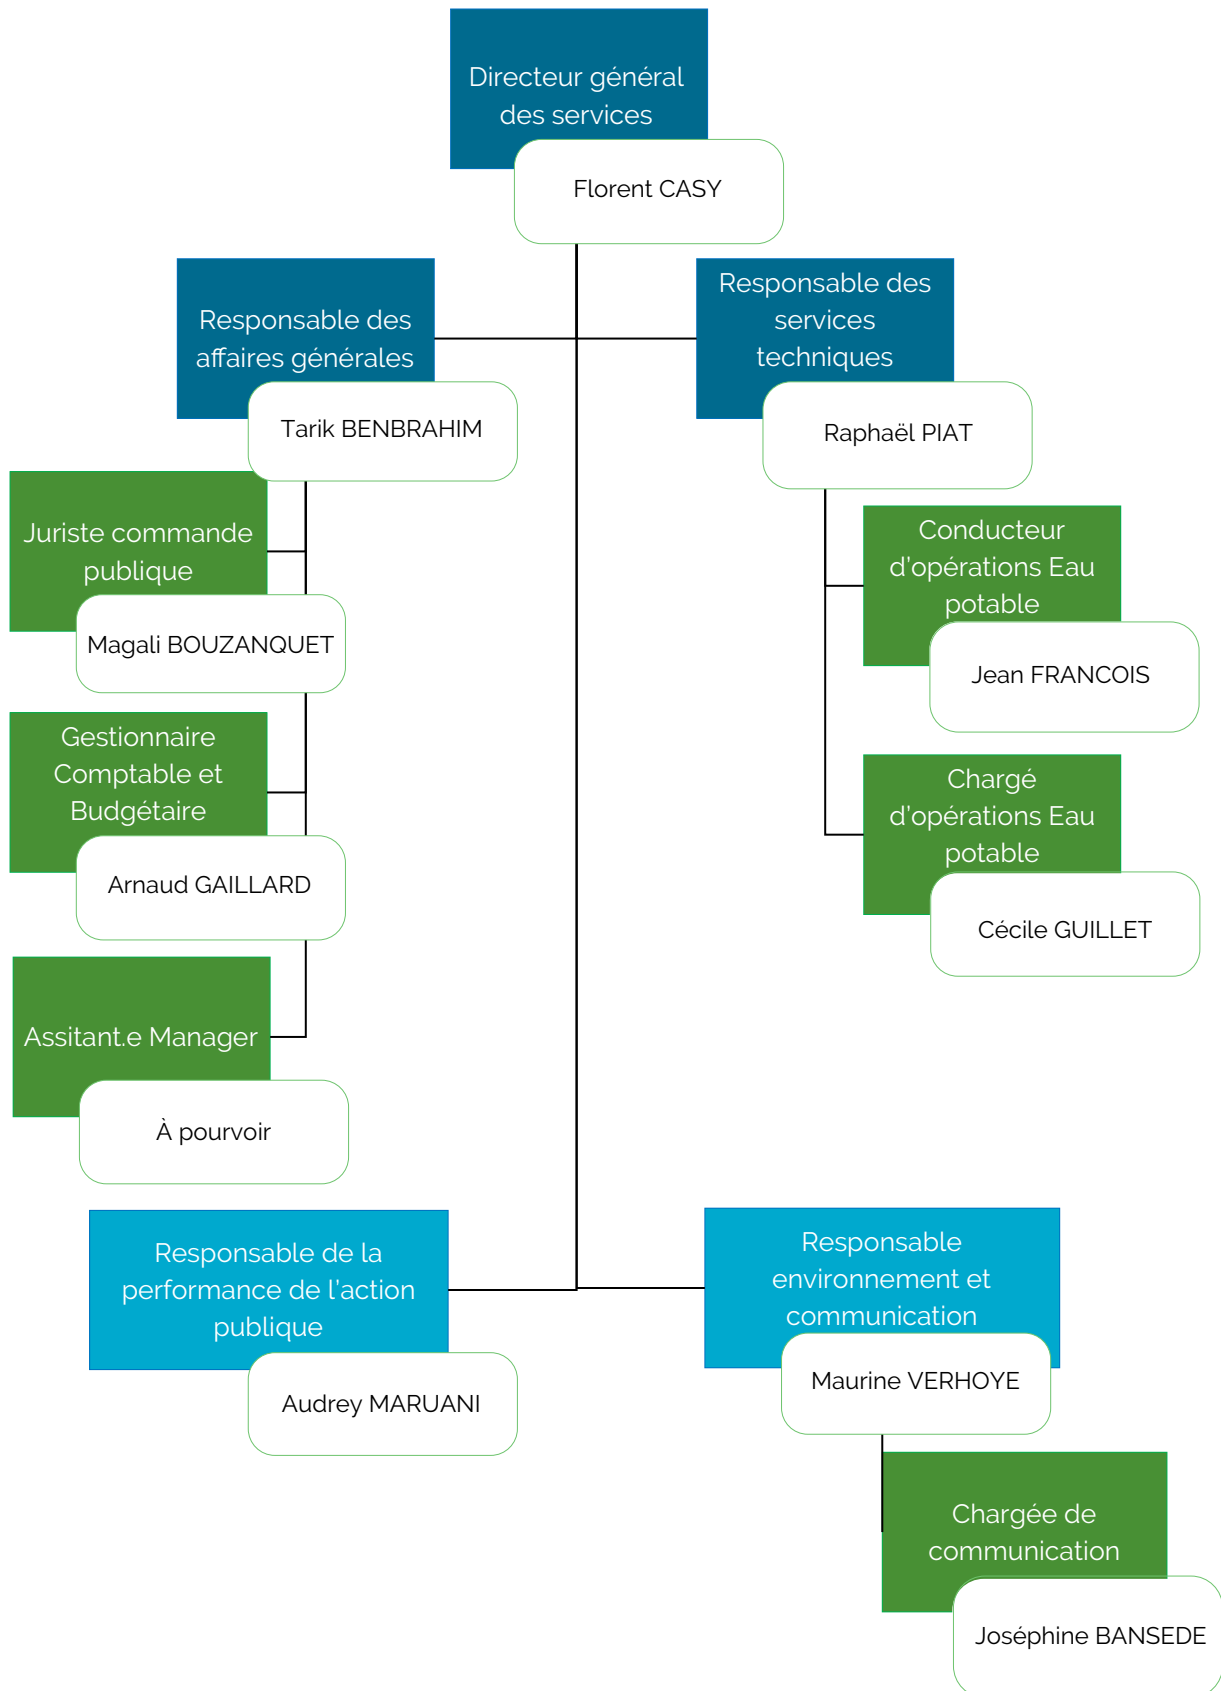 Directeur général
des services
Florent CASY
Responsable des
affaires générales
Tarik BENBRAHIM
Responsable des
services
techniques
Raphaël PIAT
Juriste commande
publique
Magali BOUZANQUET
Gestionnaire
Comptable et
Budgétaire
Arnaud GAILLARD
Assitant.e Manager
À pourvoir
Conducteur
d'opérations Eau
potable
Jean FRANCOIS
Chargé
d'opérations Eau
potable
Cécile GUILLET
Responsable de la
performance de l'action
publique
Audrey MARUANI
Responsable
environnement et
communication
Maurine VERHOYE
Chargée de
communication
Joséphine BANSEDE